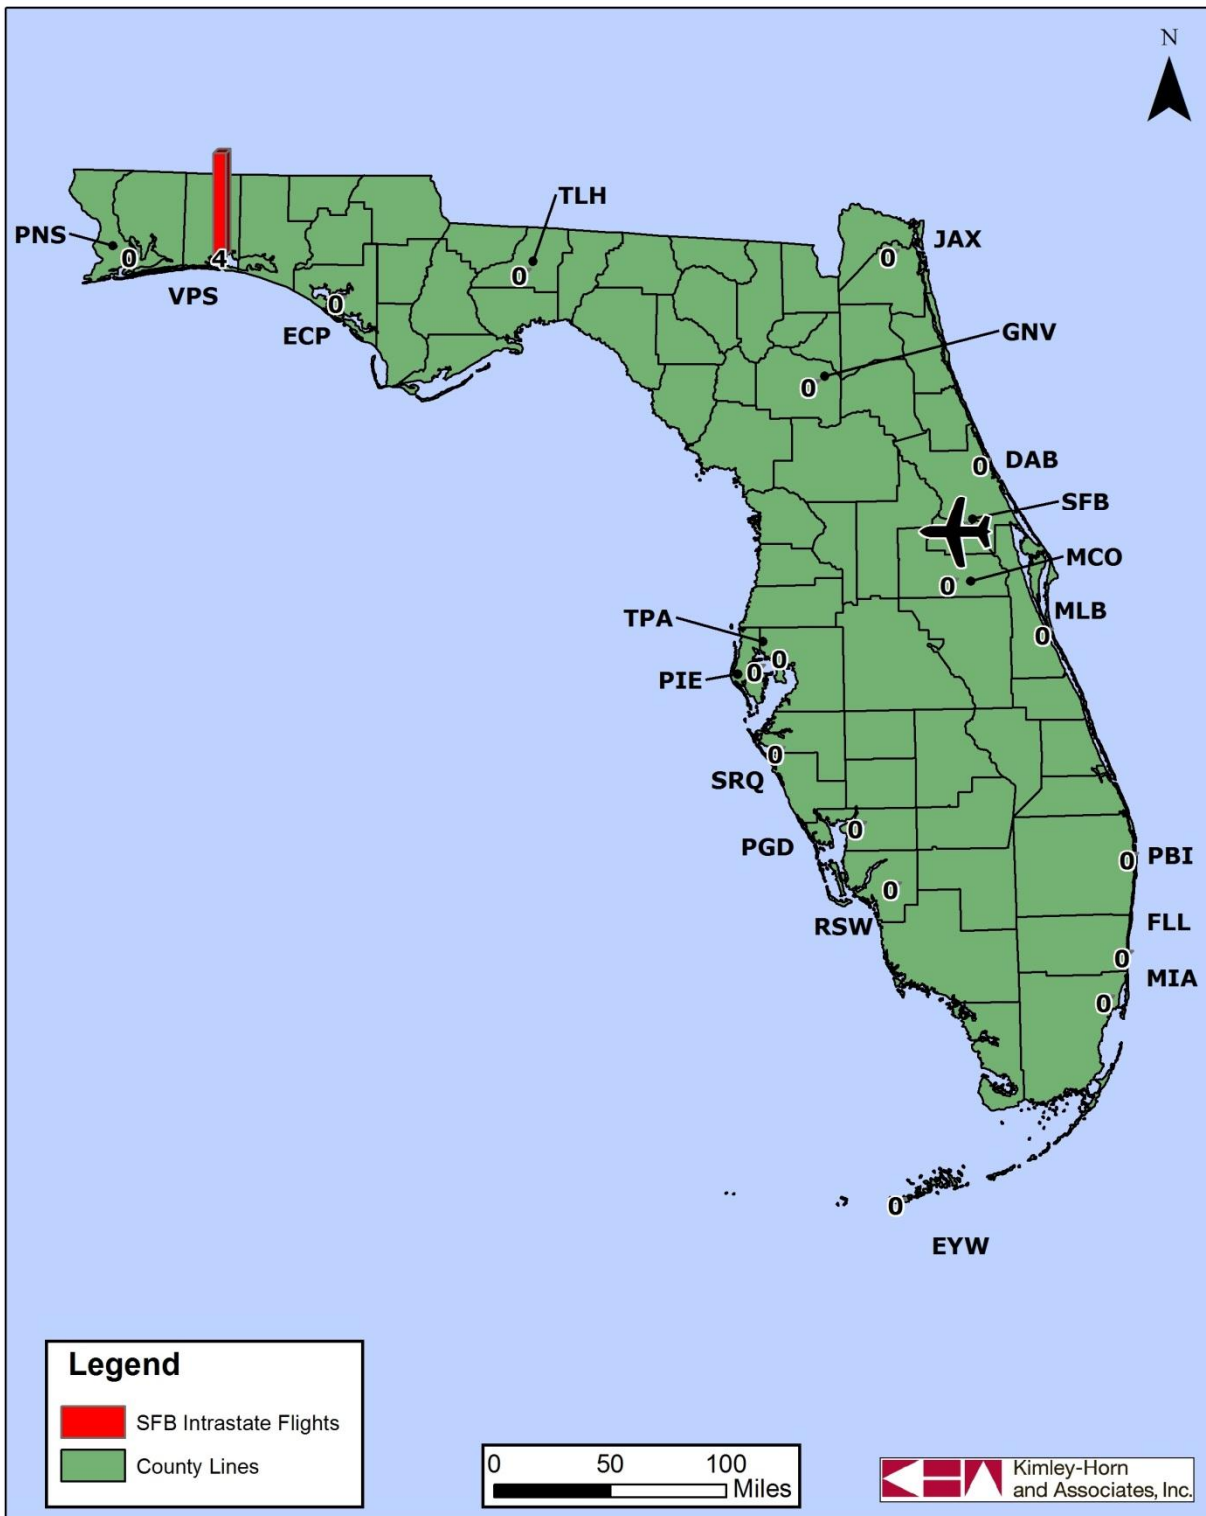 N
TLH
PNS
0
4
VPS
0
ECP
0
JAX
0
GNV
0
0
DAB
SFB
MCO
0
MLB
0
TPA
0
PIE
0
SRQ
0
PGD
0
PBI
0
RSW
0
FLL
0
MIA
0
0
EYW
Legend
SFB Intrastate Flights
County Lines
0 50 100
Miles
Kimley-Horn
and Associates, Inc.